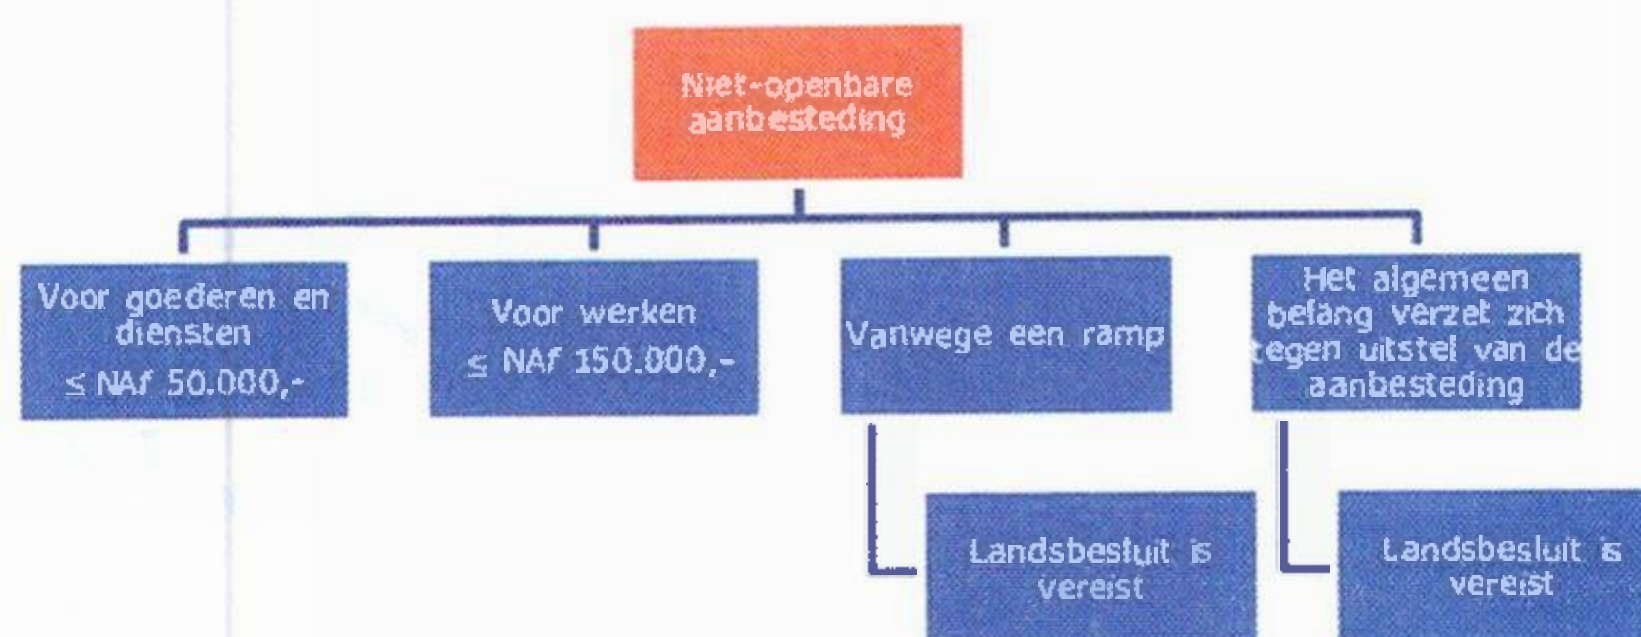 Niet-openbare
aanbesteding
Voor goederen en
diensten
≤ NAf 50.000,-
Voor werken
≤ NAf 150.000,-
Vanwege een ramp
Het algemeen
belang verzet zich
tegen uitstel van de
aanbesteding
Landsbesluit is
vereist
Landsbesluit is
vereist